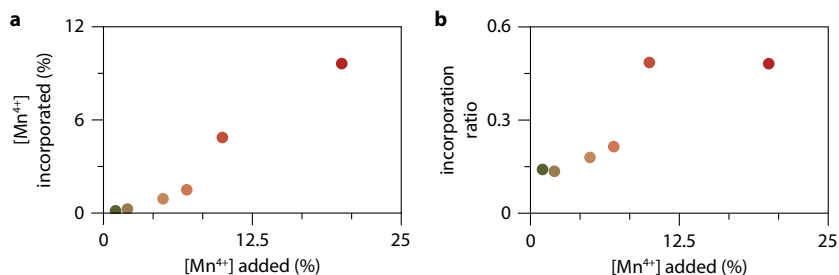 a
12
6
0
0
12.5
25
[Mn⁴⁺]
incorporated (%)
[Mn⁴⁺] added (%)
b
0.6
0.3
0
0
12.5
25
incorporation
ratio
[Mn⁴⁺] added (%)